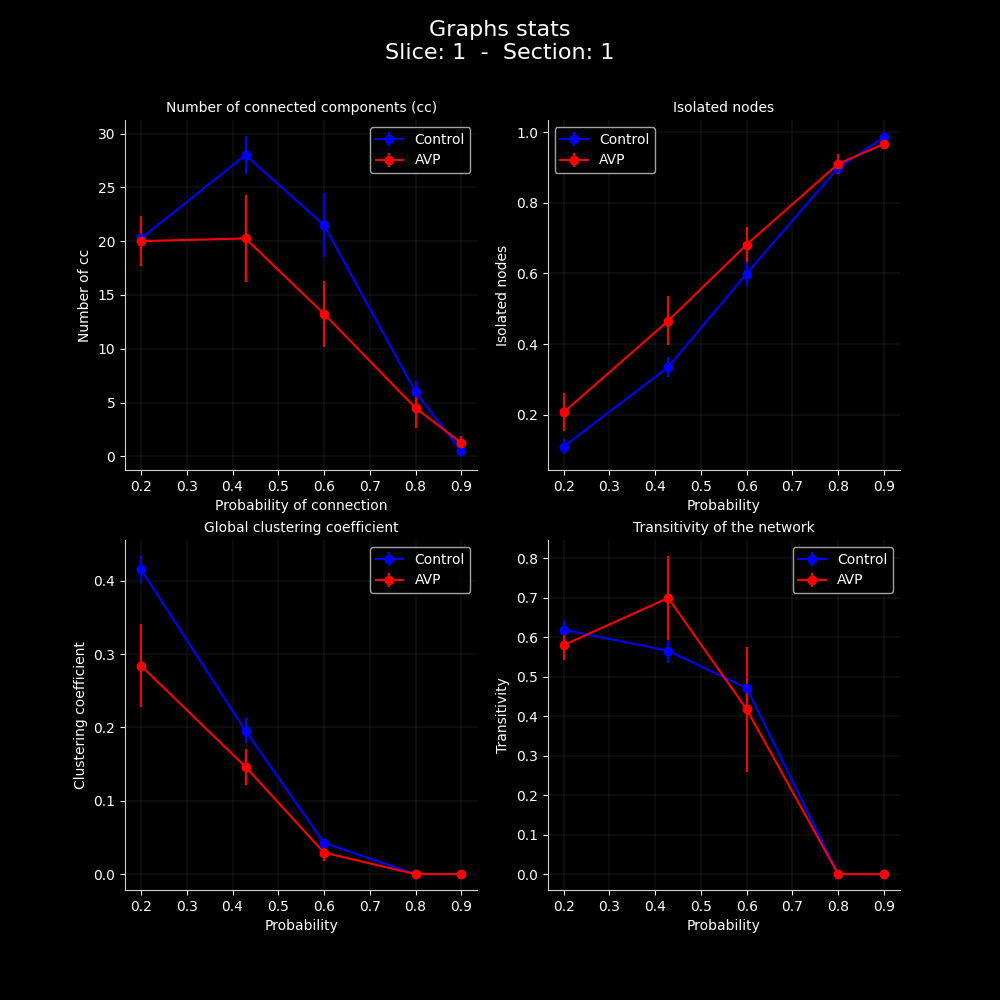 Graphs stats
Slice: 1  -  Section: 1
Number of connected components (cc)
Control
AVP
30
25
20
15
10
5
0
Number of cc
0.2 0.3 0.4 0.5 0.6 0.7 0.8 0.9
Probability of connection
Isolated nodes
Control
AVP
1.0
0.8
0.6
0.4
0.2
Isolated nodes
0.2 0.3 0.4 0.5 0.6 0.7 0.8 0.9
Probability
Global clustering coefficient
Control
AVP
0.4
0.3
0.2
0.1
0.0
Clustering coefficient
0.2 0.3 0.4 0.5 0.6 0.7 0.8 0.9
Probability
Transitivity of the network
Control
AVP
0.8
0.7
0.6
0.5
0.4
0.3
0.2
0.1
0.0
Transitivity
0.2 0.3 0.4 0.5 0.6 0.7 0.8 0.9
Probability